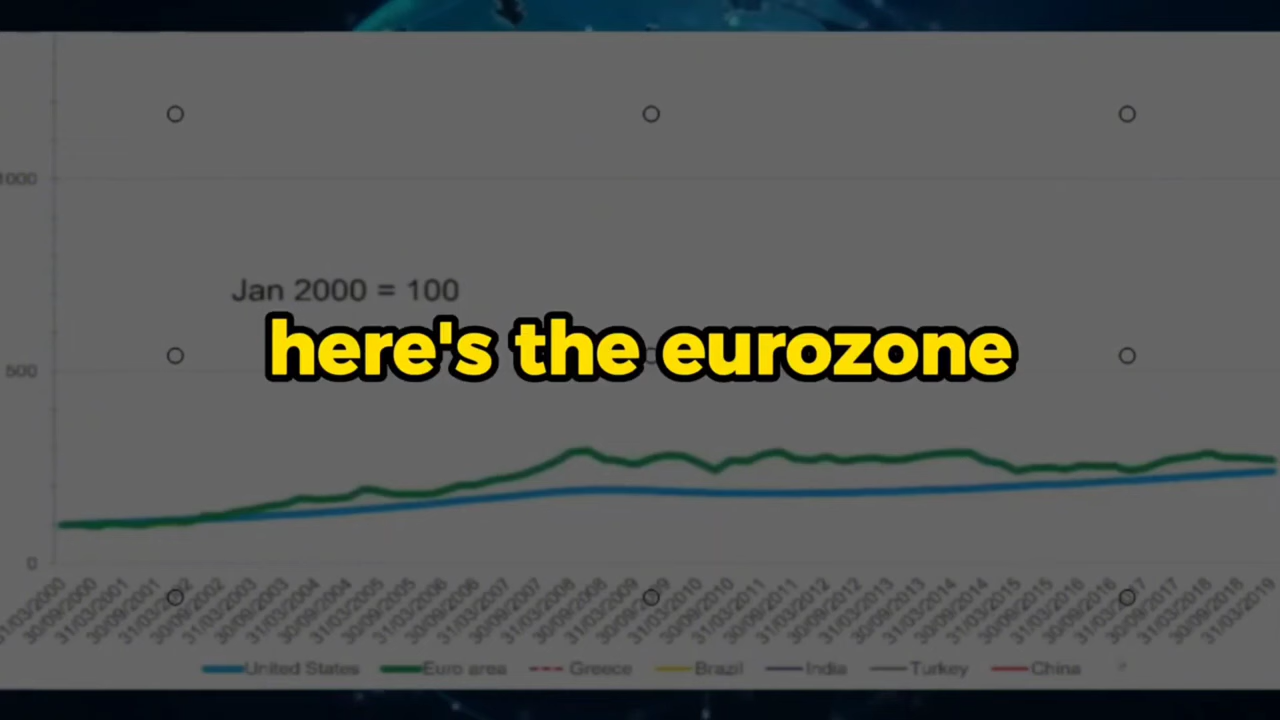 1000
Jan 2000 = 100
here's the eurozone
500
0
31/03/2000 30/09/2000 31/03/2001 30/09/2001 31/03/2002 30/09/2002 31/03/2003 30/09/2003 31/03/2004 30/09/2004 31/03/2005 30/09/2005 31/03/2006 30/09/2006 31/03/2007 30/09/2007 31/03/2008 30/09/2008 31/03/2009 30/09/2009 31/03/2010 30/09/2010 31/03/2011 30/09/2011 31/03/2012 30/09/2012 31/03/2013 30/09/2013 31/03/2014 30/09/2014 31/03/2015 30/09/2015 31/03/2016 30/09/2016 31/03/2017 30/09/2017 31/03/2018 30/09/2018 31/03/2019
United States Euro area Greece Brazil India Turkey China